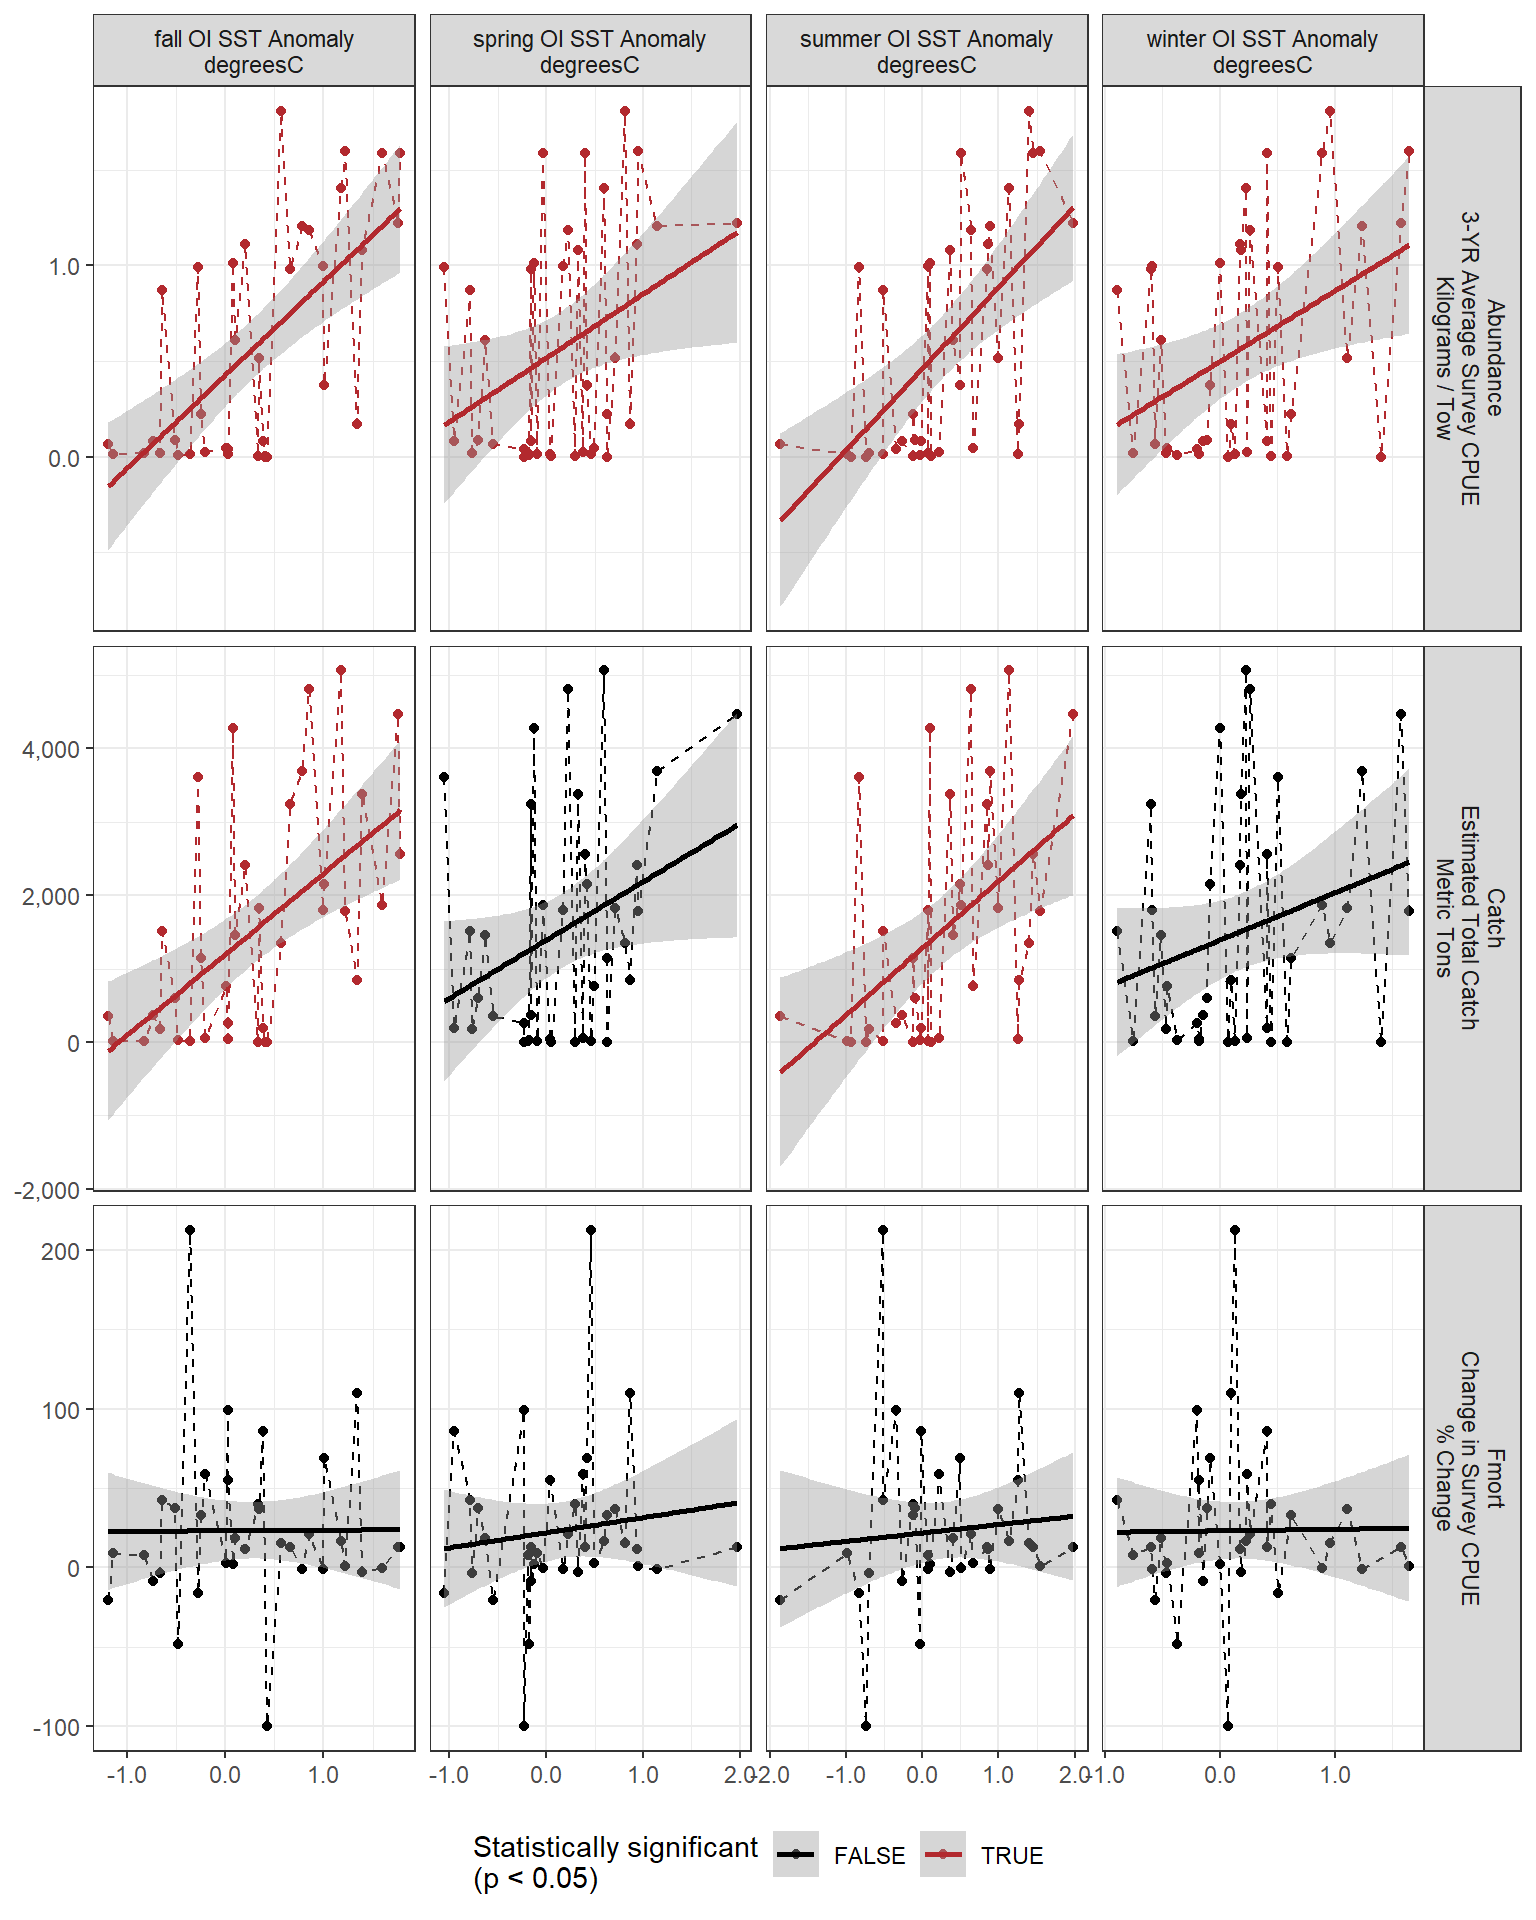 fall OI SST Anomaly
degreesC
spring OI SST Anomaly
degreesC
summer OI SST Anomaly
degreesC
winter OI SST Anomaly
degreesC
1.0
0.0
Abundance
3-YR Average Survey CPUE
Kilograms / Tow
4,000
2,000
0
-2,000
Catch
Estimated Total Catch
Metric Tons
200
100
0
-100
Fmort
Change in Survey CPUE
% Change
-1.0 0.0 1.0
-1.0 0.0 1.0 2.0
-2.0 -1.0 0.0 1.0 2.0
-1.0 0.0 1.0
Statistically significant
(p < 0.05)
FALSE
TRUE